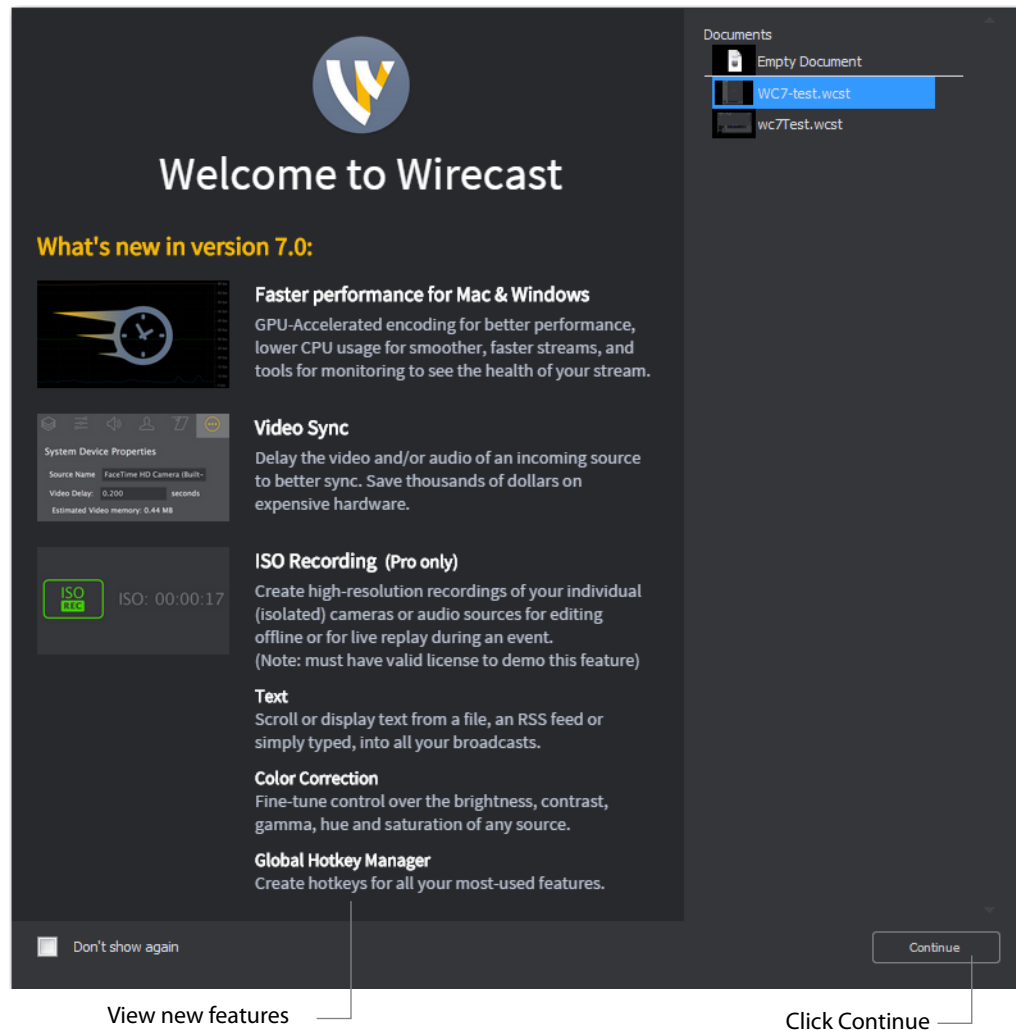 Welcome to Wirecast
What's new in version 7.0:
Faster performance for Mac & Windows
GPU-Accelerated encoding for better performance,
lower CPU usage for smoother, faster streams, and
tools for monitoring to see the health of your stream.
System Device Properties
Source Name FaceTime HD Camera (Built-
Video Delay: 0.200 seconds
Estimated Video memory: 0.44 MB
Video Sync
Delay the video and/or audio of an incoming source
to better sync. Save thousands of dollars on
expensive hardware.
ISO
REC
ISO: 00:00:17
ISO Recording (Pro only)
Create high-resolution recordings of your individual
(isolated) cameras or audio sources for editing
offline or for live replay during an event.
(Note: must have valid license to demo this feature)
Text
Scroll or display text from a file, an RSS feed or
simply typed, into all your broadcasts.
Color Correction
Fine-tune control over the brightness, contrast,
gamma, hue and saturation of any source.
Global Hotkey Manager
Create hotkeys for all your most-used features.
Documents
Empty Document
WC7-test.wcst
wc7Test.wcst
Don't show again
Continue
View new features
Click Continue